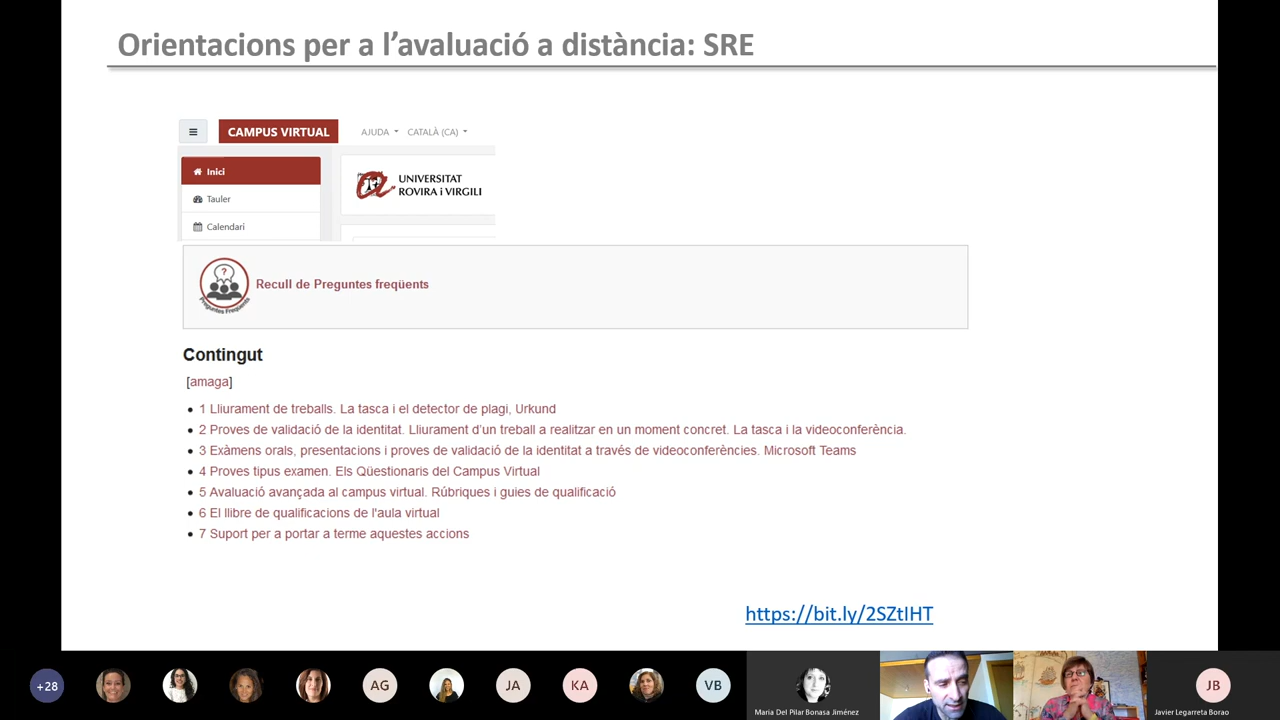 Orientacions per a l’avaluació a distància: SRE
CAMPUS VIRTUAL AJUDA CATALÀ (CA)
Inici
Tauler
Calendari
UNIVERSITAT
ROVIRA i VIRGILI
?
Preguntes Freqüents
Recull de Preguntes freqüents
Contingut
[amaga]
• 1 Lliurament de treballs. La tasca i el detector de plagi, Urkund
• 2 Proves de validació de la identitat. Lliurament d’un treball a realitzar en un moment concret. La tasca i la videoconferència.
• 3 Exàmens orals, presentacions i proves de validació de la identitat a través de videoconferències. Microsoft Teams
• 4 Proves tipus examen. Els Qüestionaris del Campus Virtual
• 5 Avaluació avançada al campus virtual. Rúbriques i guies de qualificació
• 6 El llibre de qualificacions de l'aula virtual
• 7 Suport per a portar a terme aquestes accions
https://bit.ly/2SZtlHT
+28 AG JA KA VB JB
Maria Del Pilar Bonasa Jiménez
Javier Legarreta Borao